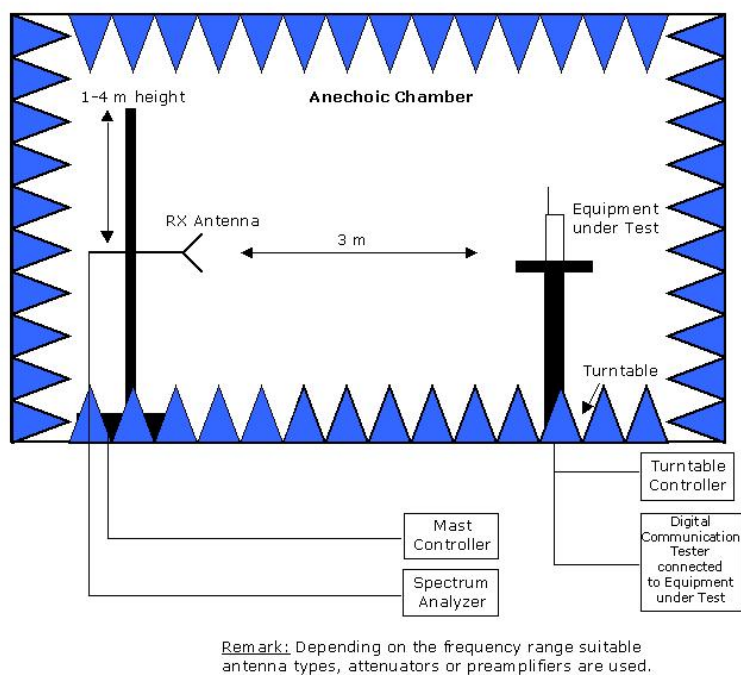 1-4 m height
Anechoic Chamber
RX Antenna
Equipment
under Test
3 m
Turntable
Turntable
Controller
Mast
Controller
Digital
Communication
Tester
connected
to Equipment
under Test
Spectrum
Analyzer
Remark: Depending on the frequency range suitable
antenna types, attenuators or preamplifiers are used.